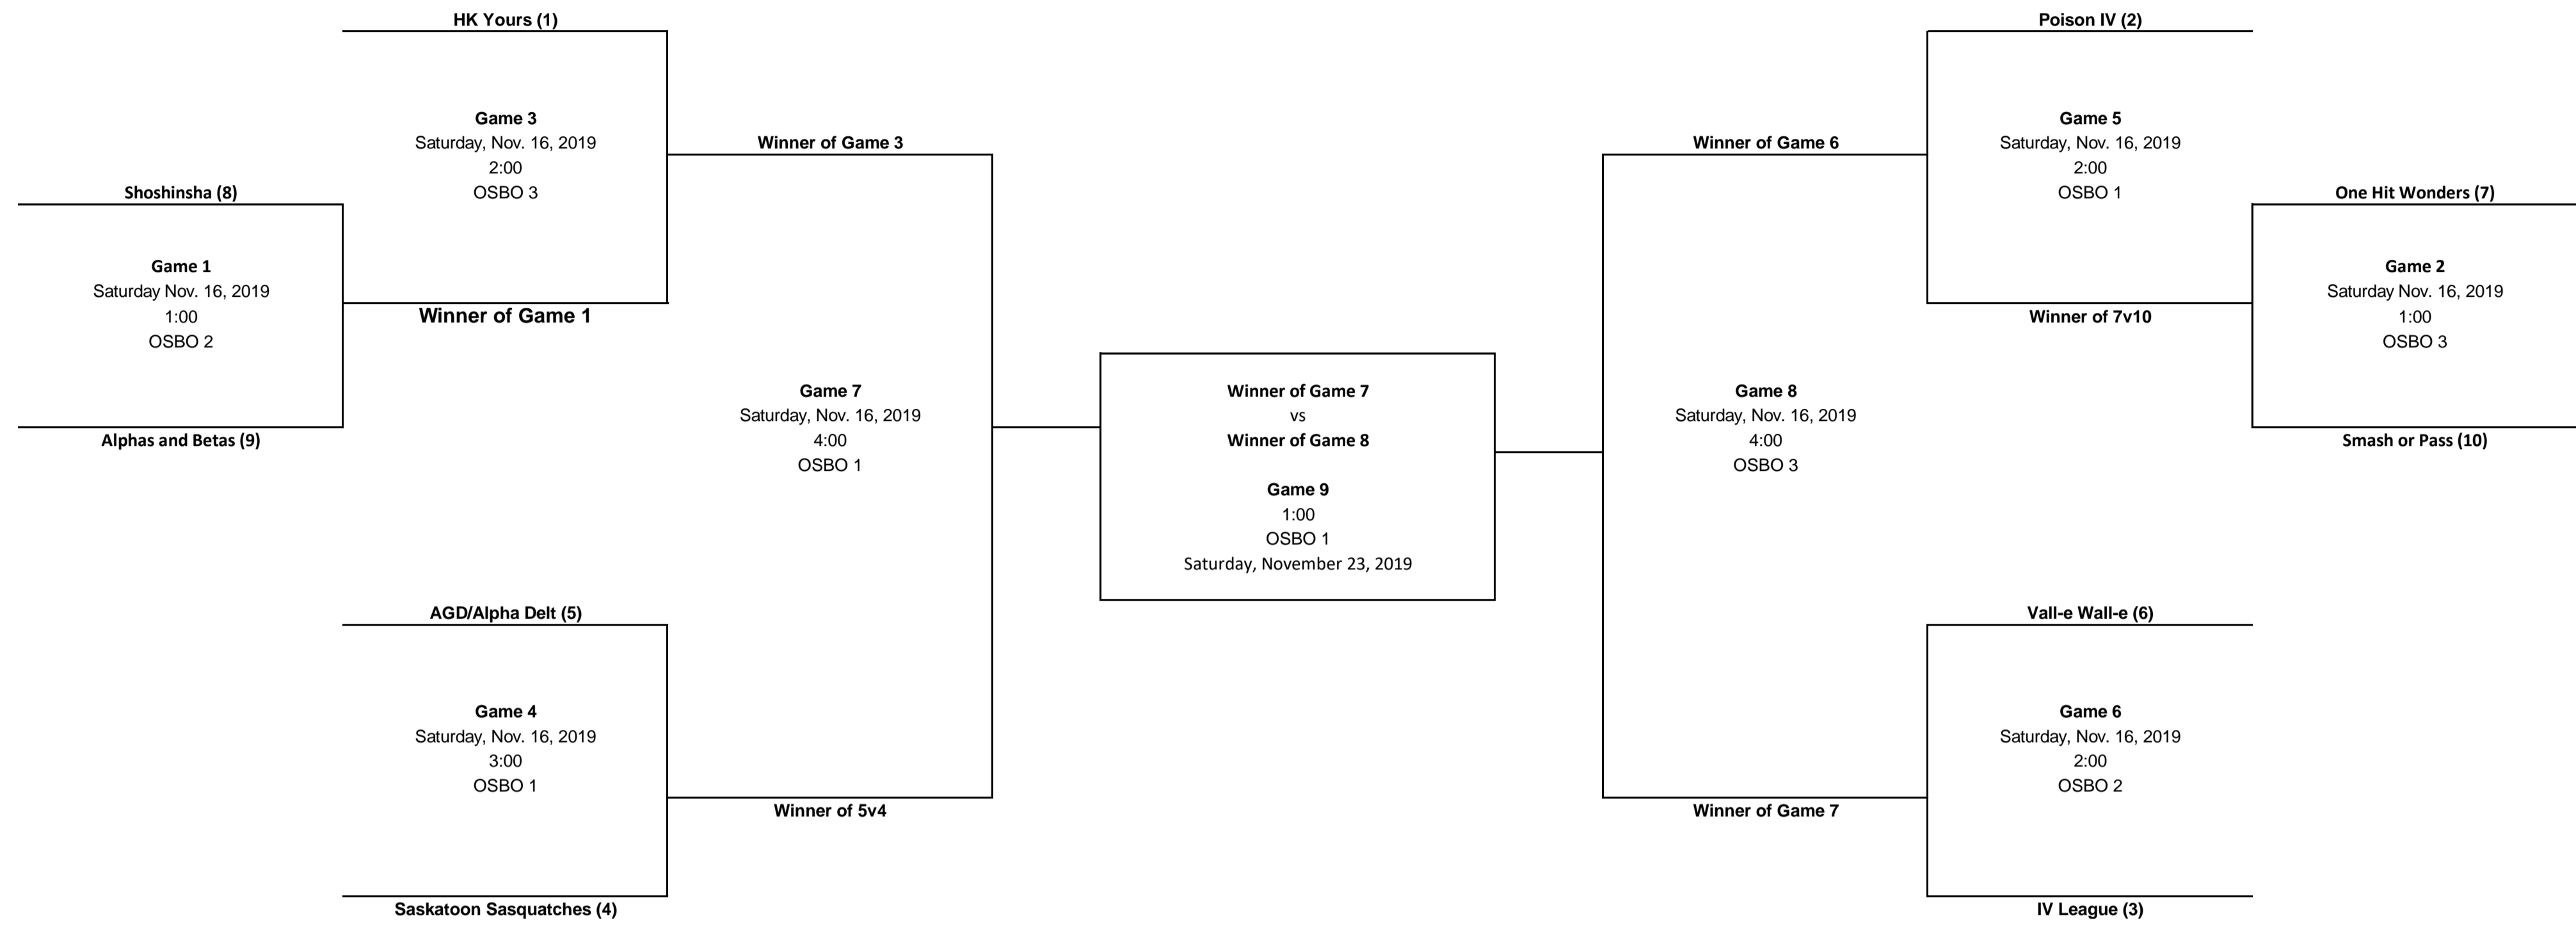 HK Yours (1)
Game 3
Saturday, Nov. 16, 2019
2:00
OSBO 3
Shoshinsha (8)
Game 1
Saturday Nov. 16, 2019
1:00
OSBO 2
Alphas and Betas (9)
Winner of Game 1
Winner of Game 3
Game 7
Saturday, Nov. 16, 2019
4:00
OSBO 1
AGD/Alpha Delt (5)
Game 4
Saturday, Nov. 16, 2019
3:00
OSBO 1
Saskatoon Sasquatches (4)
Winner of 5v4
Winner of Game 7
vs
Winner of Game 8
Game 9
1:00
OSBO 1
Saturday, November 23, 2019
Winner of Game 6
Game 8
Saturday, Nov. 16, 2019
4:00
OSBO 3
Winner of Game 7
Poison IV (2)
Game 5
Saturday, Nov. 16, 2019
2:00
OSBO 1
Winner of 7v10
One Hit Wonders (7)
Game 2
Saturday Nov. 16, 2019
1:00
OSBO 3
Smash or Pass (10)
Vall-e Wall-e (6)
Game 6
Saturday, Nov. 16, 2019
2:00
OSBO 2
IV League (3)